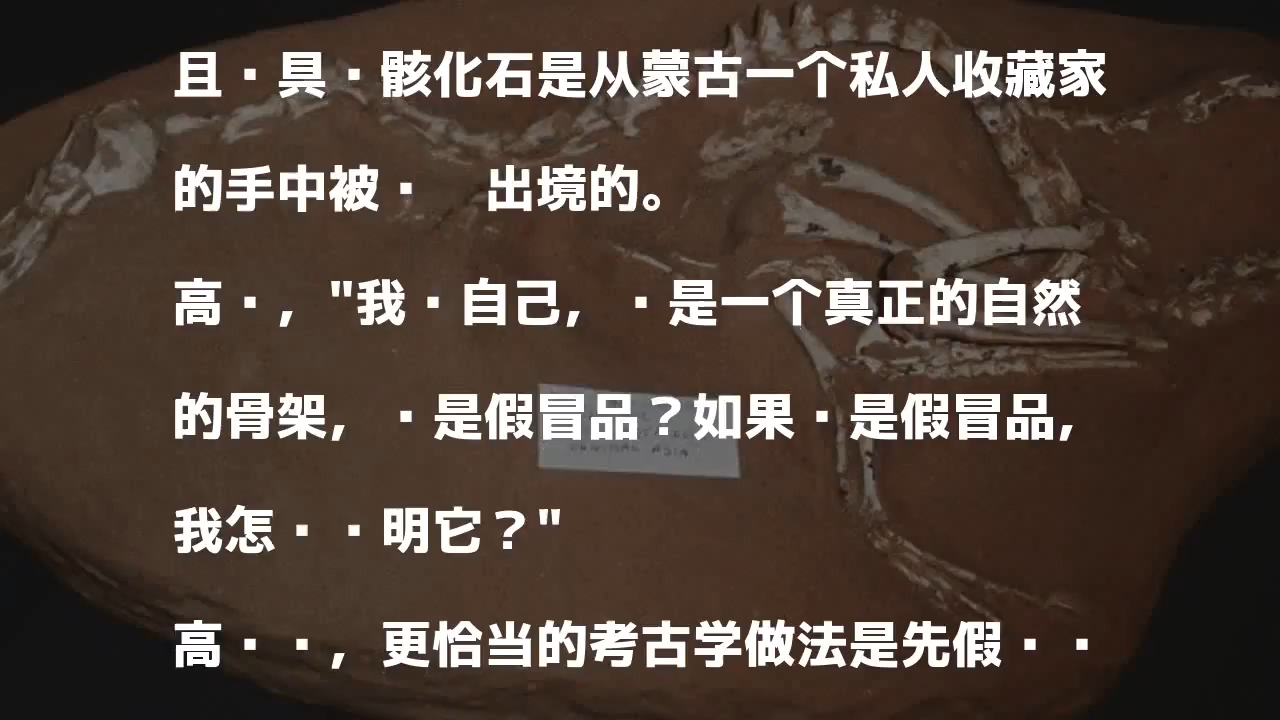 且·具·骸化石是从蒙古一个私人收藏家
的手中被· 出境的。
高·，"我·自己，·是一个真正的自然
的骨架，·是假冒品？如果·是假冒品，
我怎··明它？"
高··，更恰当的考古学做法是先假··
ASIA